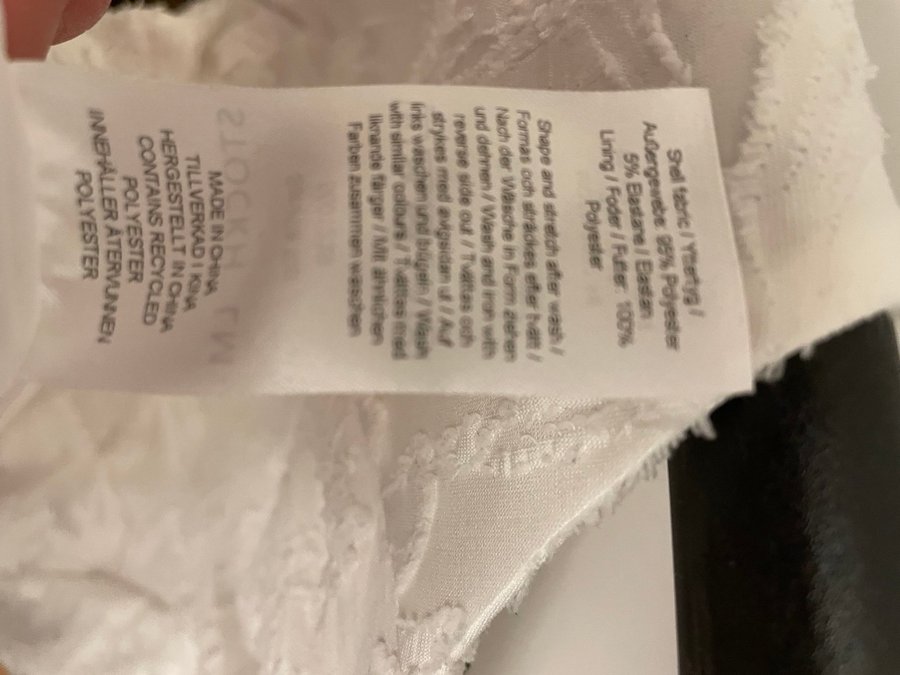 Shell fabric / Yttertyg /
Außergewebe: 95% Polyester
5% Elastane / Elastan
Lining / Foder / Futter: 100%
Polyester
Shape and stretch after wash /
Formas och sträckes efter tvätt /
Nach der Wäsche in Form ziehen
und dehnen / Wash and iron with
reverse side out / Tvättas och
strykes med avigsidan ut / Auf
links waschen und bügeln / Wash
with similar colours / Tvättas med
liknande färger / Mit ähnlichen
Farben zusammen waschen
MADE IN CHINA
TILLVERKAD I KINA
HERGESTELLT IN CHINA
CONTAINS RECYCLED
POLYESTER
INNEHÅLLER ÅTERVUNNEN
POLYESTER